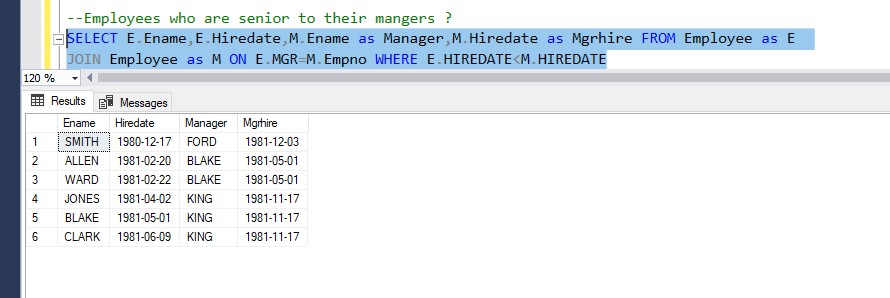 --Employees who are senior to their mangers ?
SELECT E.Ename,E.Hiredate,M.Ename as Manager,M.Hiredate as Mgrhire FROM Employee as E
JOIN Employee as M ON E.MGR=M.Empno WHERE E.HIREDATE<M.HIREDATE
120 %
Results Messages
Ename Hiredate Manager Mgrhire
1 SMITH 1980-12-17 FORD 1981-12-03
2 ALLEN 1981-02-20 BLAKE 1981-05-01
3 WARD 1981-02-22 BLAKE 1981-05-01
4 JONES 1981-04-02 KING 1981-11-17
5 BLAKE 1981-05-01 KING 1981-11-17
6 CLARK 1981-06-09 KING 1981-11-17